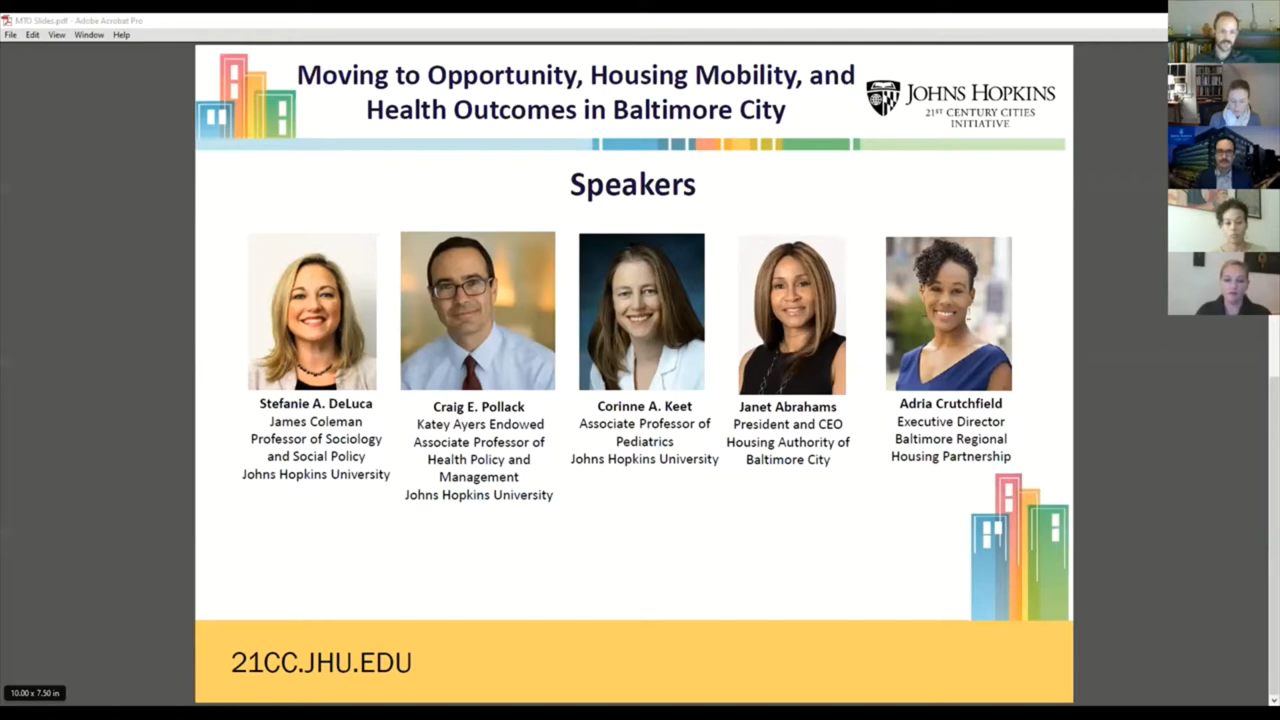 MTO Slides.pdf - Adobe Acrobat Pro
File Edit View Window Help
Moving to Opportunity, Housing Mobility, and
Health Outcomes in Baltimore City
JOHNS HOPKINS
21ST CENTURY CITIES
INITIATIVE
Speakers
Stefanie A. DeLuca
James Coleman
Professor of Sociology
and Social Policy
Johns Hopkins University
Craig E. Pollack
Katey Ayers Endowed
Associate Professor of
Health Policy and
Management
Johns Hopkins University
Corinne A. Keet
Associate Professor of
Pediatrics
Johns Hopkins University
Janet Abrahams
President and CEO
Housing Authority of
Baltimore City
Adria Crutchfield
Executive Director
Baltimore Regional
Housing Partnership
21CC.JHU.EDU
10.00 x 7.50 in